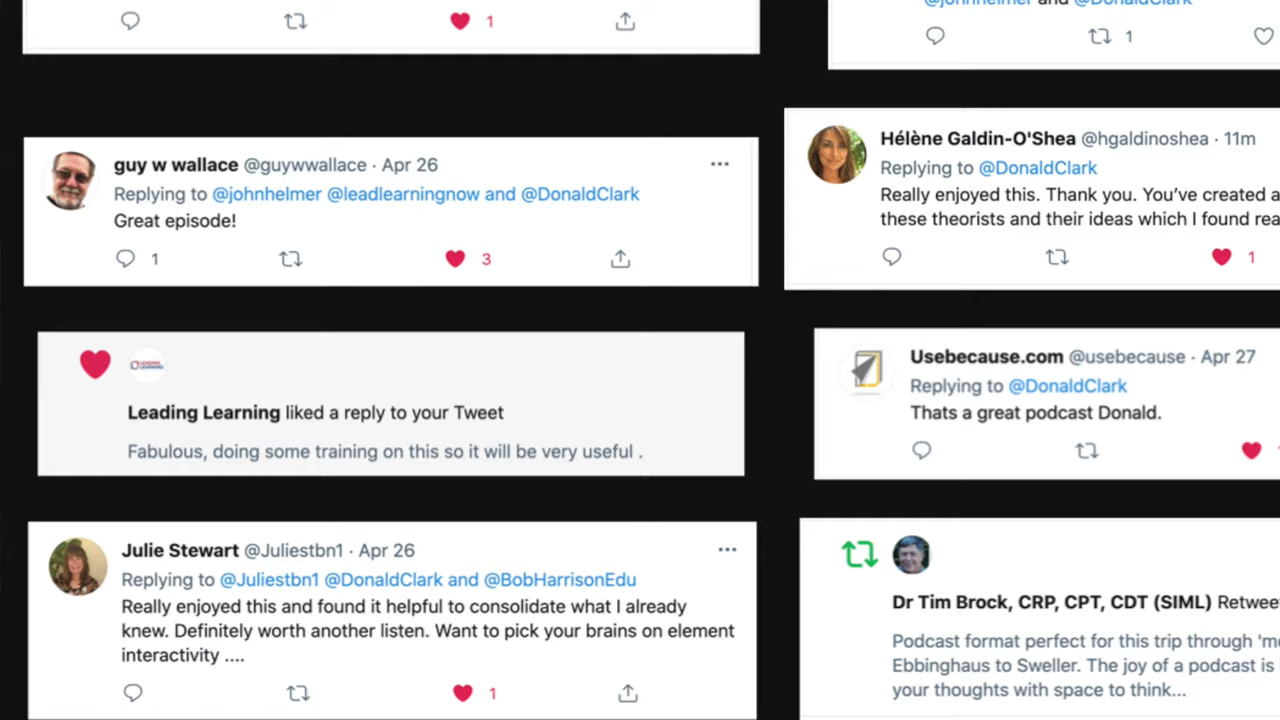 1
@johnhelmer and @DonaldClark
1
guy w wallace @guywwallace · Apr 26
Replying to @johnhelmer @leadlearningnow and @DonaldClark
Great episode!
1
3
Hélène Galdin-O'Shea @hgaldinoshea · 11m
Replying to @DonaldClark
Really enjoyed this. Thank you. You've created a
these theorists and their ideas which I found rea
1
LEADING
LEARNING
Leading Learning liked a reply to your Tweet
Fabulous, doing some training on this so it will be very useful .
Usebecause.com @usebecause · Apr 27
Replying to @DonaldClark
Thats a great podcast Donald.
Julie Stewart @Juliestbn1 · Apr 26
Replying to @Juliestbn1 @DonaldClark and @BobHarrisonEdu
Really enjoyed this and found it helpful to consolidate what I already
knew. Definitely worth another listen. Want to pick your brains on element
interactivity ....
1
Dr Tim Brock, CRP, CPT, CDT (SIML) Retwee
Podcast format perfect for this trip through 'me
Ebbinghaus to Sweller. The joy of a podcast is
your thoughts with space to think...